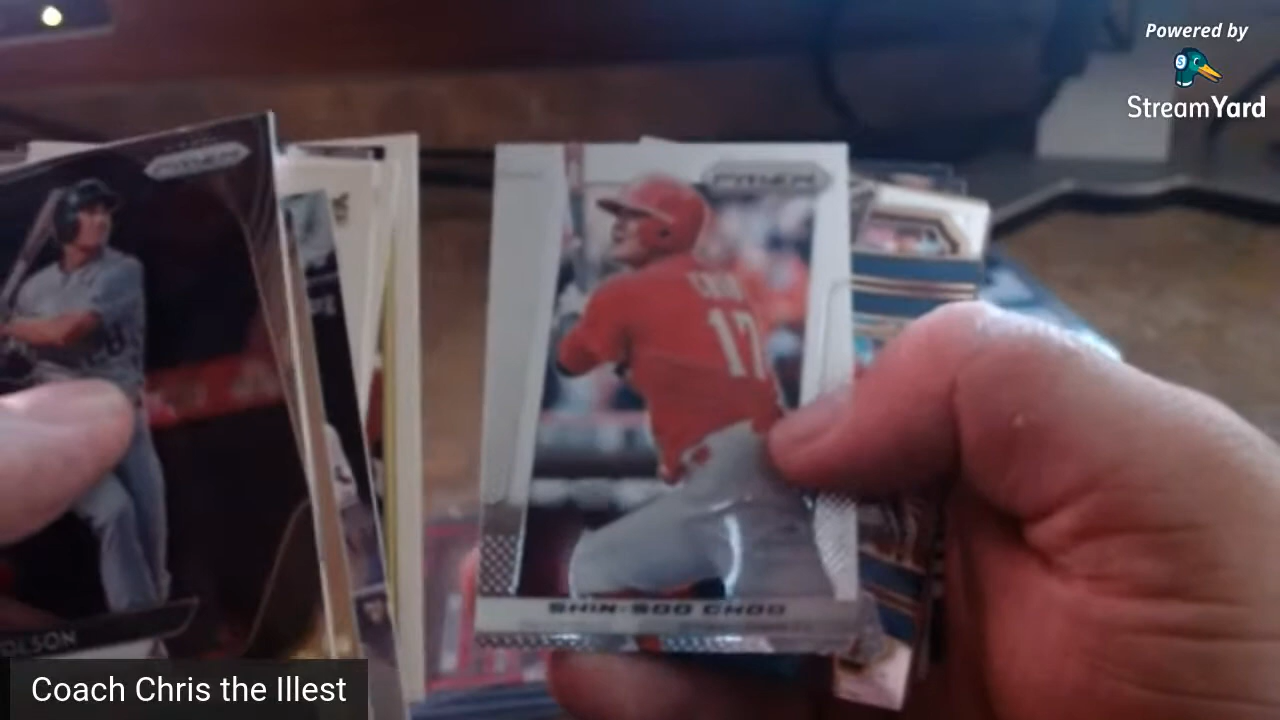 Powered by
StreamYard
PRIZM
PRIZM
CHOO
17
OLSON
SHIN-SOO CHOO
Coach Chris the Illest